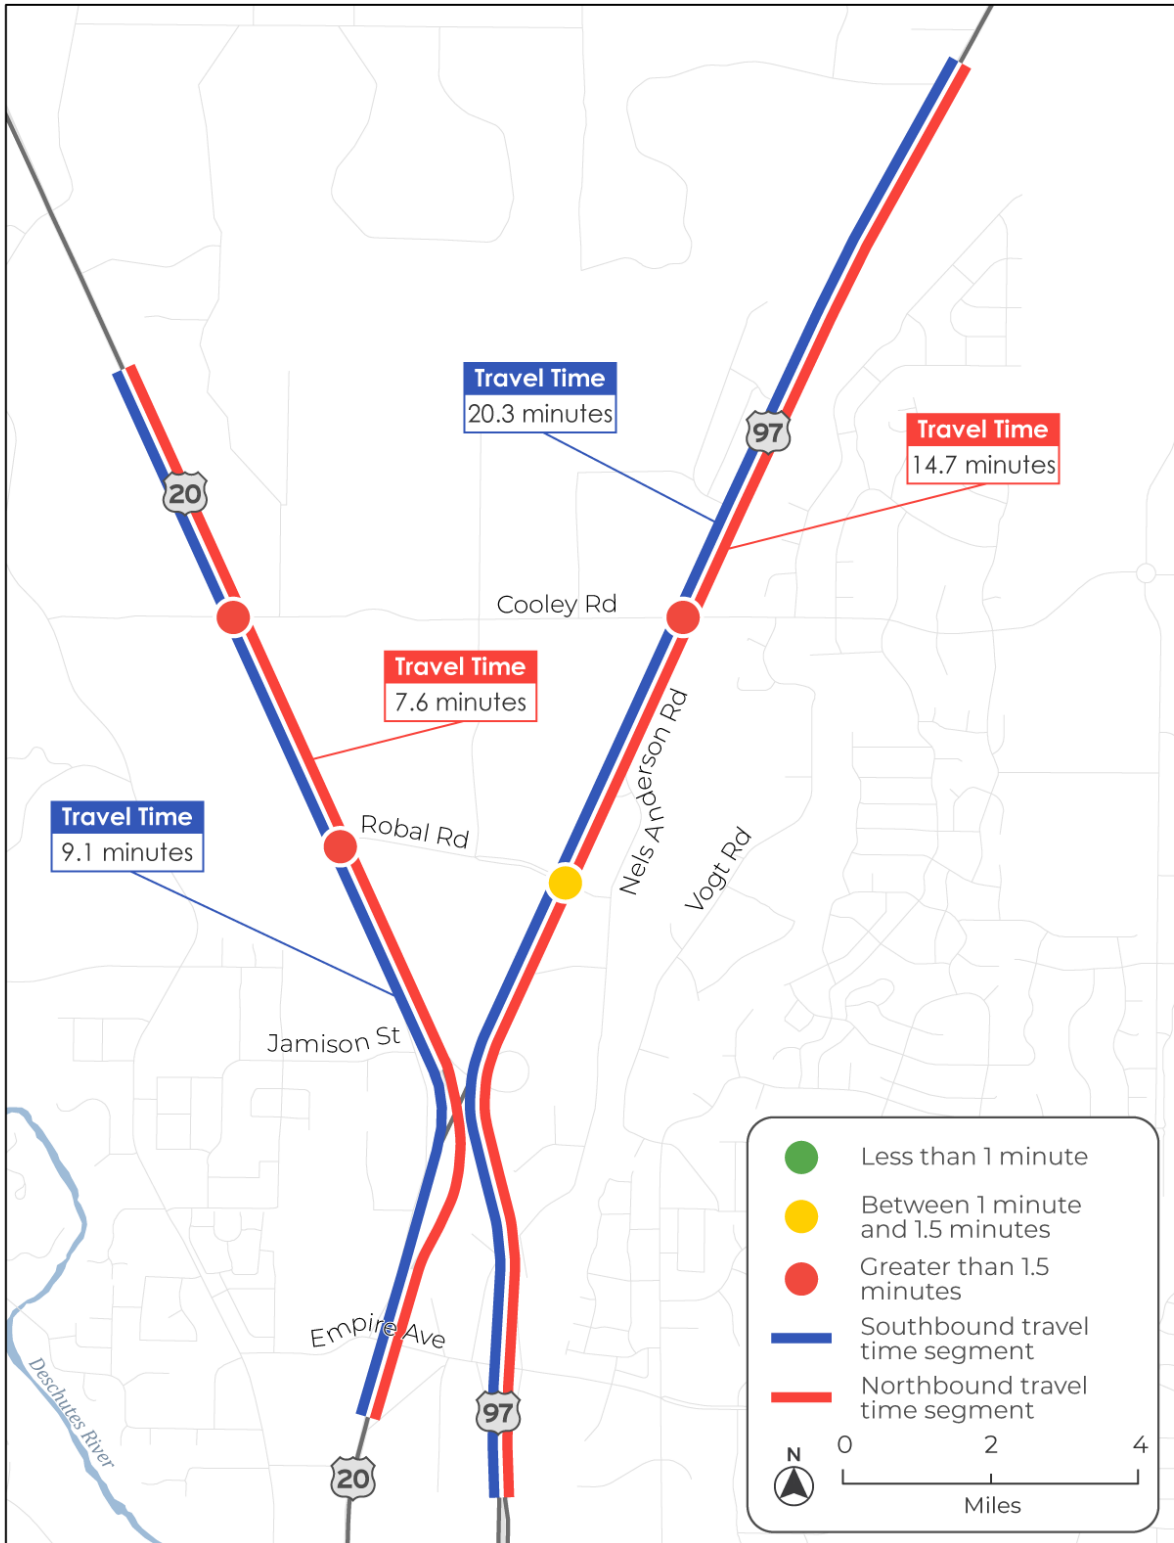 Travel Time
20.3 minutes
97
Travel Time
14.7 minutes
20
Cooley Rd
Travel Time
7.6 minutes
Nels Anderson Rd
Travel Time
9.1 minutes
Robal Rd
Vogt Rd
Jamison St
Empire Ave
Deschutes River
97
20
Less than 1 minute
Between 1 minute
and 1.5 minutes
Greater than 1.5
minutes
Southbound travel
time segment
Northbound travel
time segment
N
0 2 4
Miles